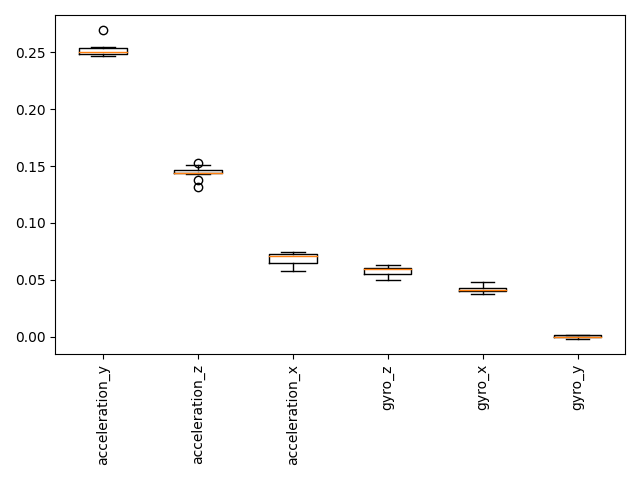 0.25
0.20
0.15
0.10
0.05
0.00
acceleration_y
acceleration_z
acceleration_x
gyro_z
gyro_x
gyro_y